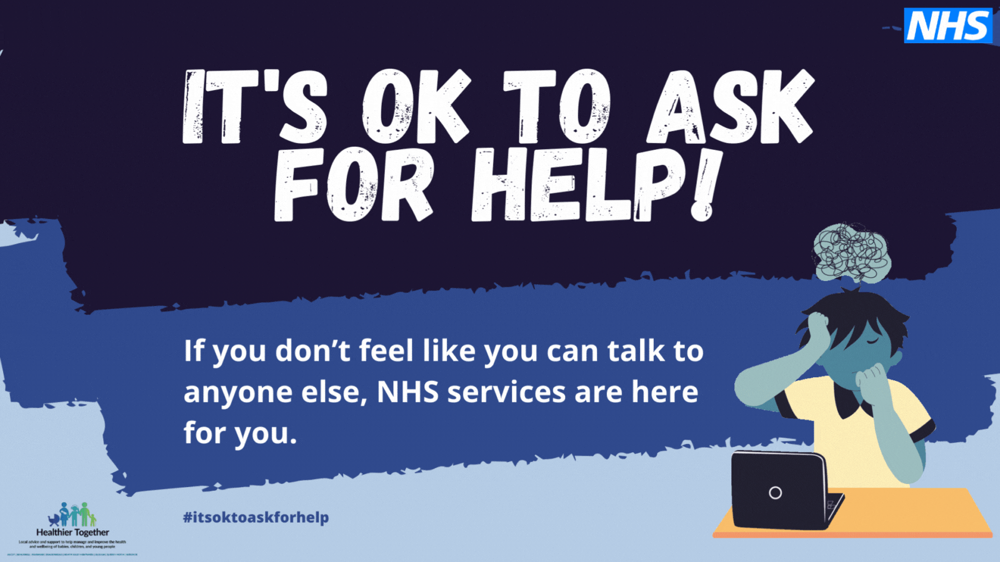 NHS
IT'S OK TO ASK
FOR HELP!
If you don’t feel like you can talk to
anyone else, NHS services are here
for you.
#itsoktoaskforhelp
Healthier Together
Local advice and support to help manage and improve the health
and wellbeing of babies, children, and young people